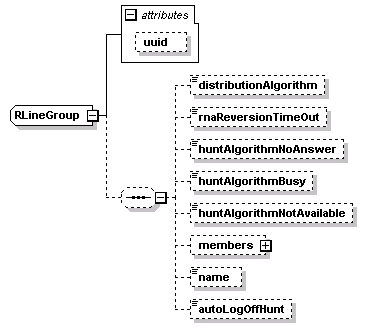 attributes
uuid
RLineGroup
distributionAlgorithm
rnaReversionTimeOut
huntAlgorithmNoAnswer
huntAlgorithmBusy
huntAlgorithmNotAvailable
members
name
autoLogOffHunt